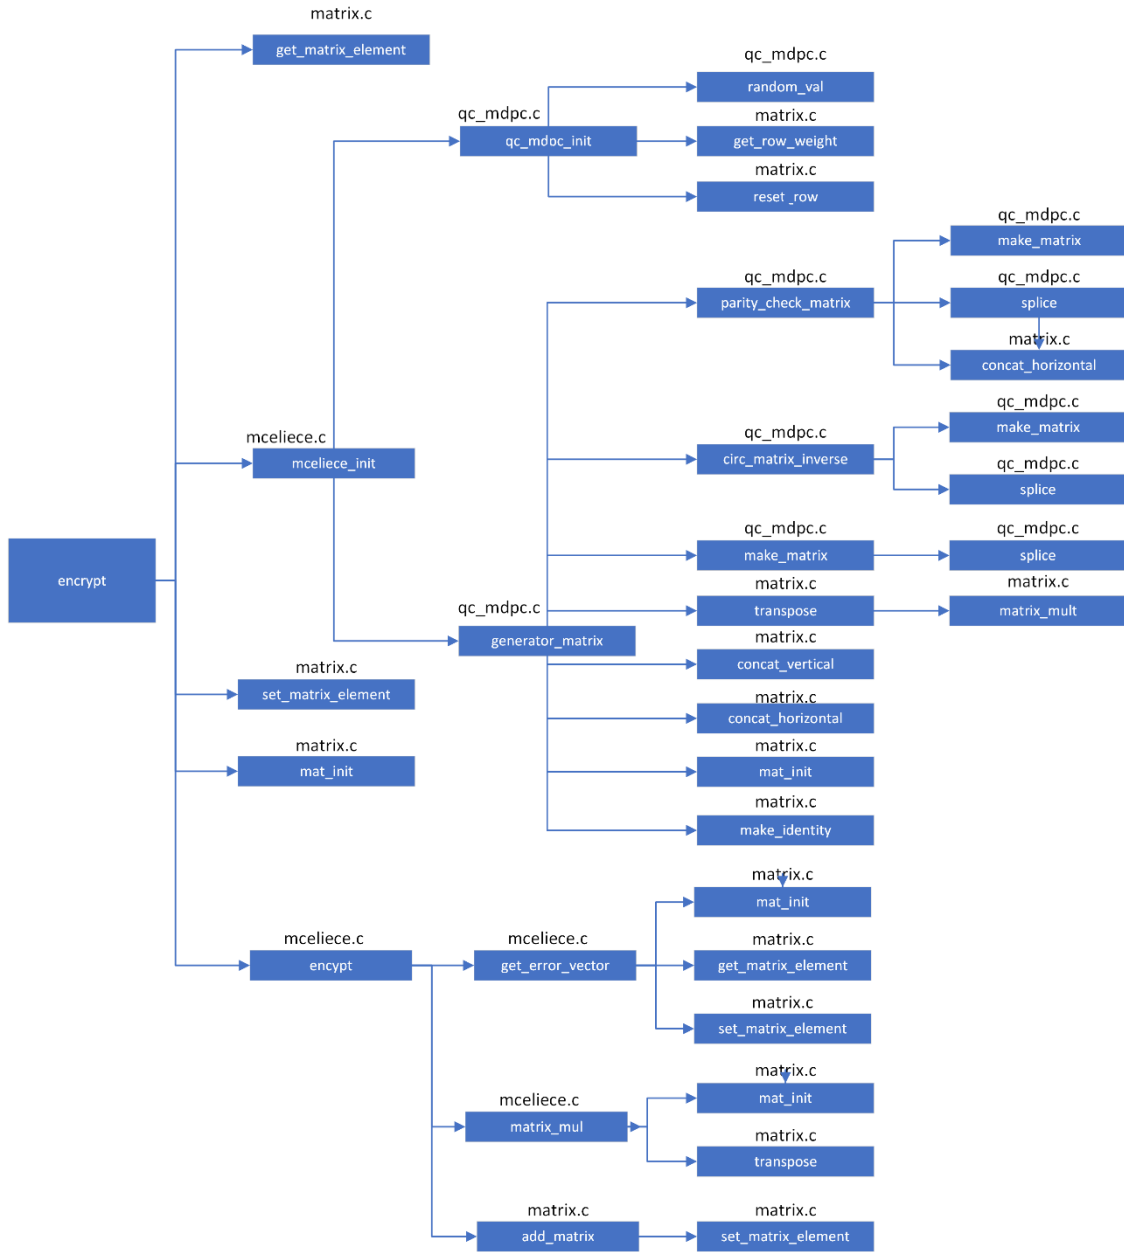 matrix.c
get_matrix_element
qc_mdpc.c
random_val
qc_mdpc.c
qc_mdoc_init
matrix.c
get_row_weight
matrix.c
reset _row
qc_mdpc.c
make_matrix
qc_mdpc.c
parity_check_matrix
qc_mdpc.c
splice
matrix.c
concat_horizontal
mceliece.c
mceliece_init
qc_mdpc.c
circ_matrix_inverse
qc_mdpc.c
make_matrix
qc_mdpc.c
splice
encrypt
qc_mdpc.c
make_matrix
qc_mdpc.c
splice
qc_mdpc.c
generator_matrix
matrix.c
transpose
matrix.c
matrix_mult
matrix.c
concat_vertical
matrix.c
set_matrix_element
matrix.c
concat_horizontal
matrix.c
mat_init
matrix.c
mat_init
matrix.c
make_identity
mceliece.c
encypt
mceliece.c
get_error_vector
matrix.c
mat_init
matrix.c
get_matrix_element
matrix.c
set_matrix_element
mceliece.c
matrix_mul
matrix.c
mat_init
matrix.c
transpose
matrix.c
add_matrix
matrix.c
set_matrix_element